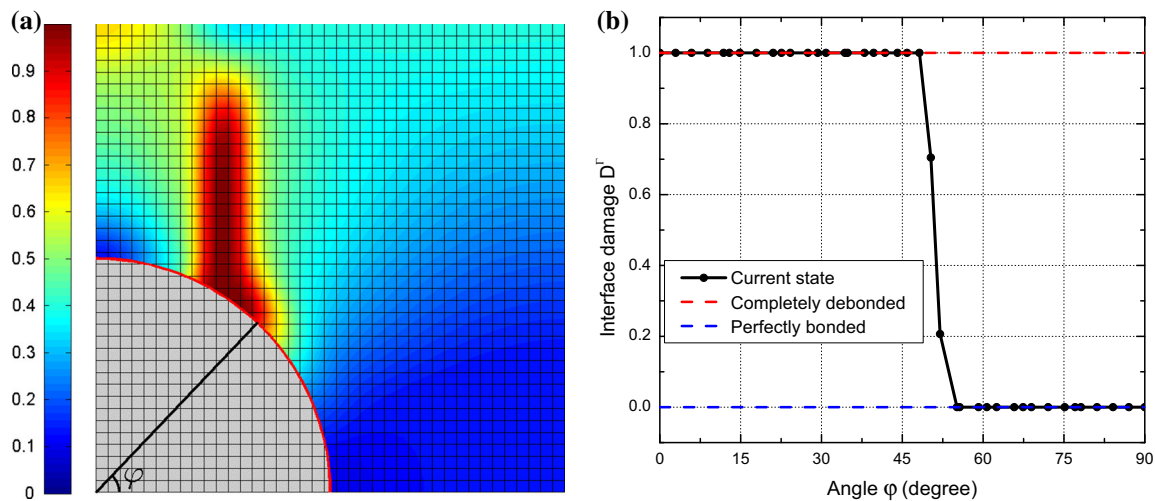 (a)
0.9
0.8
0.7
0.6
0.5
0.4
0.3
0.2
0.1
0
φ
(b)
1.0
0.8
0.6
0.4
0.2
0.0
Interface damage D^Γ
Current state
Completely debonded
Perfectly bonded
0 15 30 45 60 75 90
Angle φ (degree)